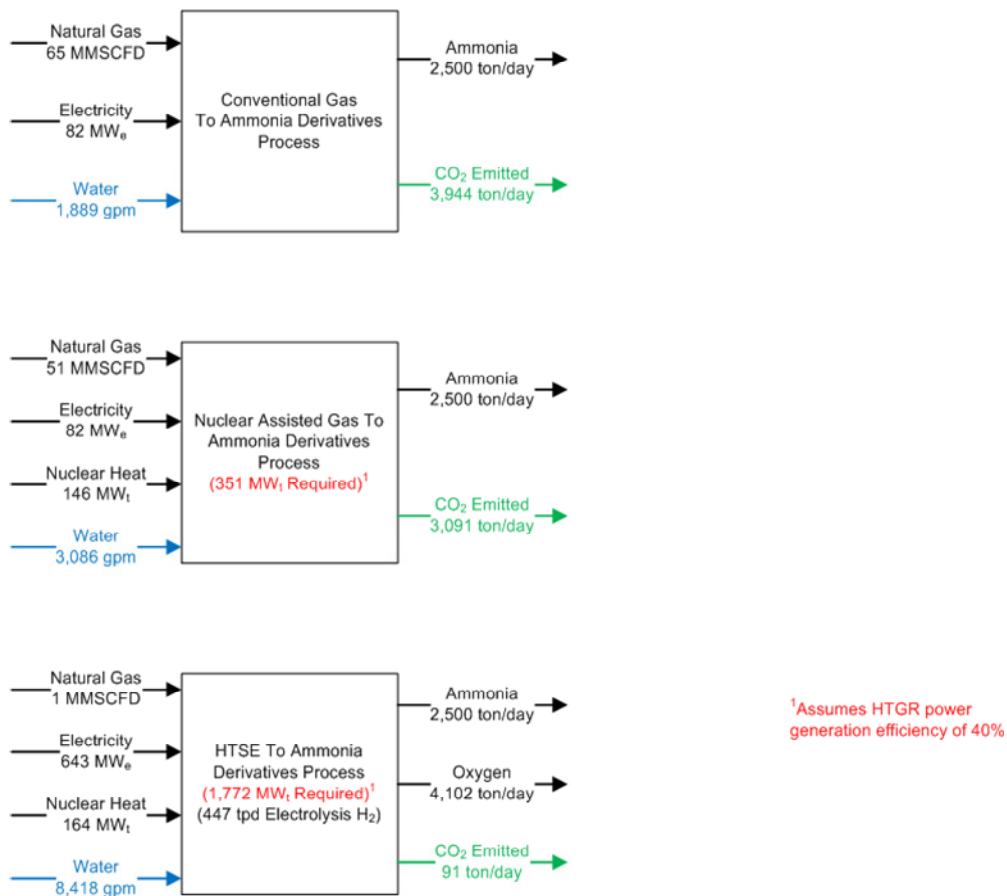 Natural Gas
65 MMSCFD
Electricity
82 MWe
Water
1,889 gpm
Conventional Gas
To Ammonia Derivatives
Process
Ammonia
2,500 ton/day
CO2 Emitted
3,944 ton/day
Natural Gas
51 MMSCFD
Electricity
82 MWe
Nuclear Heat
146 MWt
Water
3,086 gpm
Nuclear Assisted Gas To
Ammonia Derivatives
Process
(351 MWt Required)1
Ammonia
2,500 ton/day
CO2 Emitted
3,091 ton/day
Natural Gas
1 MMSCFD
Electricity
643 MWe
Nuclear Heat
164 MWt
Water
8,418 gpm
HTSE To Ammonia
Derivatives Process
(1,772 MWt Required)1
(447 tpd Electrolysis H2)
Ammonia
2,500 ton/day
Oxygen
4,102 ton/day
CO2 Emitted
91 ton/day
1Assumes HTGR power
generation efficiency of 40%